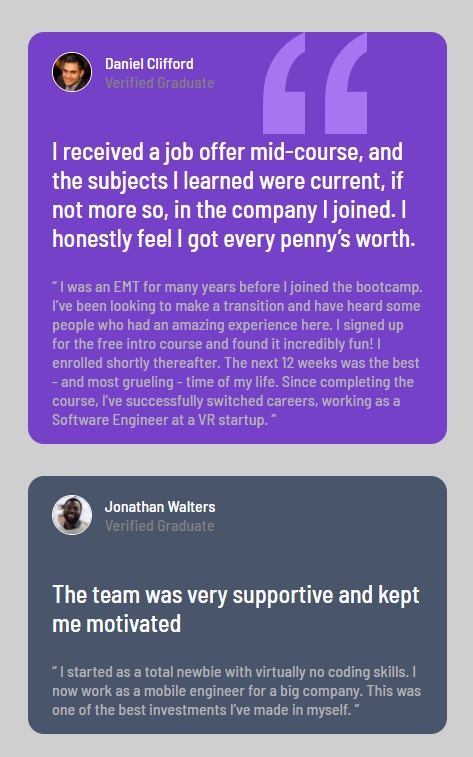 Daniel Clifford
Verified Graduate
I received a job offer mid-course, and
the subjects I learned were current, if
not more so, in the company I joined. I
honestly feel I got every penny’s worth.
“ I was an EMT for many years before I joined the bootcamp.
I’ve been looking to make a transition and have heard some
people who had an amazing experience here. I signed up
for the free intro course and found it incredibly fun! I
enrolled shortly thereafter. The next 12 weeks was the best
- and most grueling - time of my life. Since completing the
course, I’ve successfully switched careers, working as a
Software Engineer at a VR startup. ”
Jonathan Walters
Verified Graduate
The team was very supportive and kept
me motivated
“ I started as a total newbie with virtually no coding skills. I
now work as a mobile engineer for a big company. This was
one of the best investments I’ve made in myself. ”